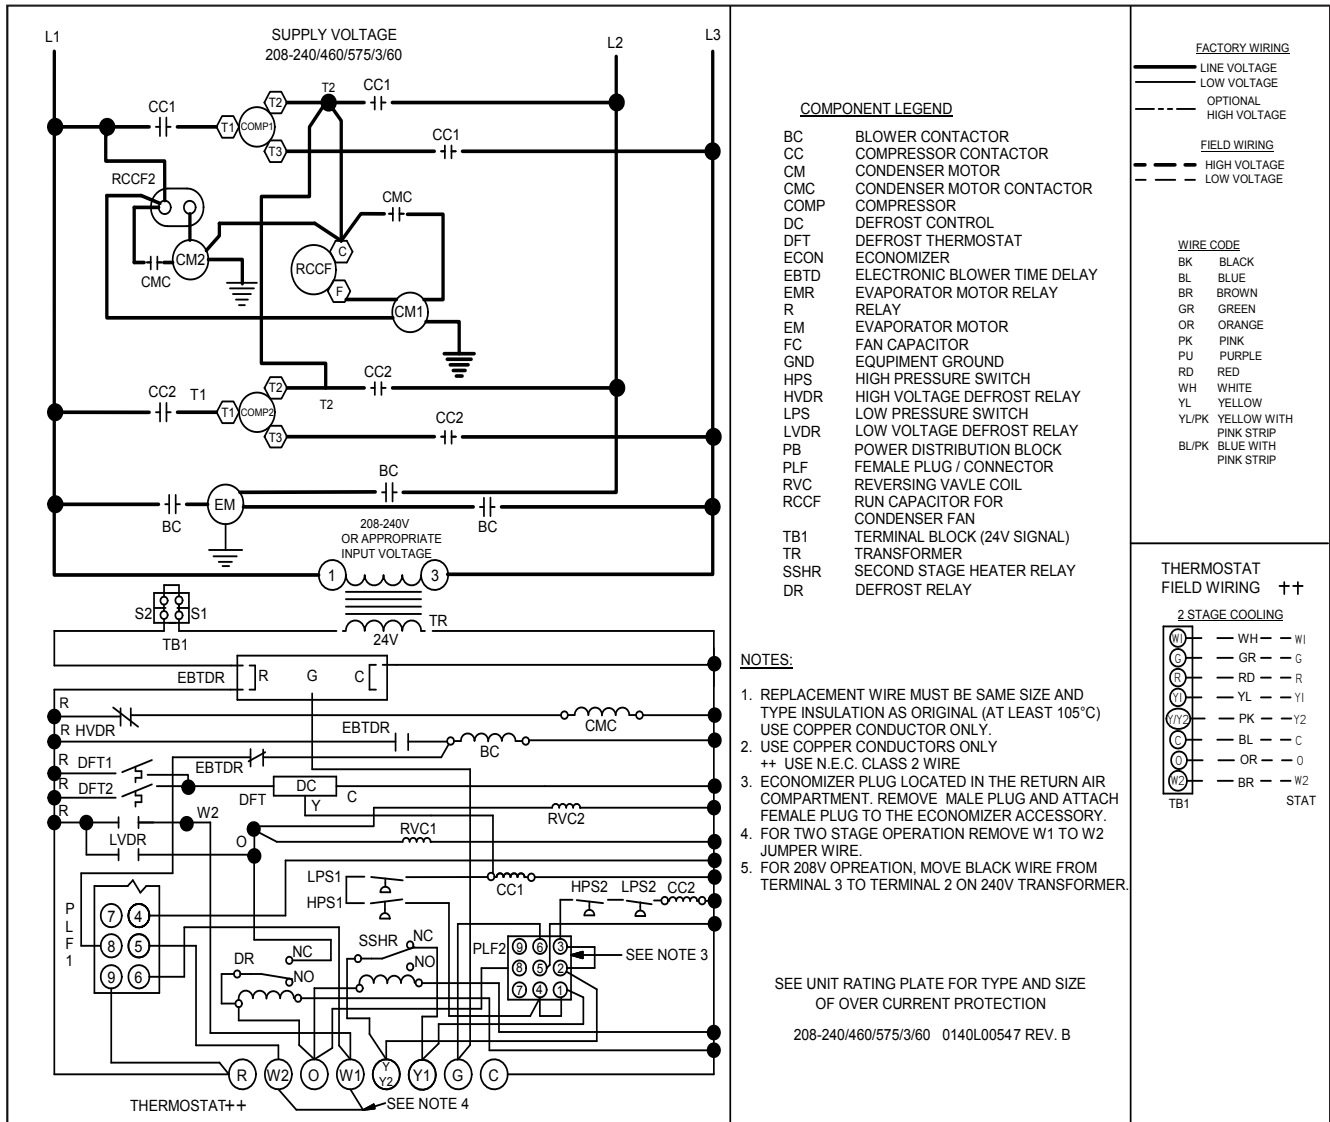 L1
SUPPLY VOLTAGE
208-240/460/575/3/60
L2
L3
T2
CC1
CC1
T2
T1
COMP1
T3
CC1
RCCF2
CMC
C
RCCF
F
CM2
CMC
CM1
CC2
T1
T2
T1
COMP2
T3
T2
CC2
CC2
BC
EM
BC
BC
208-240V
OR APPROPRIATE
INPUT VOLTAGE
1
3
S2
S1
TB1
TR
24V
EBTDR
R
G
C
R
HVDR
R
EBTDR
CMC
BC
R
DFT1
EBTDR
R
DFT2
DFT
DC
Y
C
R
W2
LVDR
O
RVC1
RVC2
LPS1
HPS1
CC1
HPS2
LPS2
CC2
P
L
F
1
7
4
8
5
9
6
DR
NC
NO
SSHR
NC
NO
PLF2
9
6
3
8
5
2
7
4
1
SEE NOTE 3
R
W2
O
W1
Y
Y2
Y1
G
C
THERMOSTAT++
SEE NOTE 4
COMPONENT LEGEND
BC BLOWER CONTACTOR
CC COMPRESSOR CONTACTOR
CM CONDENSER MOTOR
CMC CONDENSER MOTOR CONTACTOR
COMP COMPRESSOR
DC DEFROST CONTROL
DFT DEFROST THERMOSTAT
ECON ECONOMIZER
EBTD ELECTRONIC BLOWER TIME DELAY
EMR EVAPORATOR MOTOR RELAY
R RELAY
EM EVAPORATOR MOTOR
FC FAN CAPACITOR
GND EQUPIMENT GROUND
HPS HIGH PRESSURE SWITCH
HVDR HIGH VOLTAGE DEFROST RELAY
LPS LOW PRESSURE SWITCH
LVDR LOW VOLTAGE DEFROST RELAY
PB POWER DISTRIBUTION BLOCK
PLF FEMALE PLUG / CONNECTOR
RVC REVERSING VAVLE COIL
RCCF RUN CAPACITOR FOR
CONDENSER FAN
TB1 TERMINAL BLOCK (24V SIGNAL)
TR TRANSFORMER
SSHR SECOND STAGE HEATER RELAY
DR DEFROST RELAY
NOTES:
1. REPLACEMENT WIRE MUST BE SAME SIZE AND
TYPE INSULATION AS ORIGINAL (AT LEAST 105°C)
USE COPPER CONDUCTOR ONLY.
2. USE COPPER CONDUCTORS ONLY
++ USE N.E.C. CLASS 2 WIRE
3. ECONOMIZER PLUG LOCATED IN THE RETURN AIR
COMPARTMENT. REMOVE MALE PLUG AND ATTACH
FEMALE PLUG TO THE ECONOMIZER ACCESSORY.
4. FOR TWO STAGE OPERATION REMOVE W1 TO W2
JUMPER WIRE.
5. FOR 208V OPREATION, MOVE BLACK WIRE FROM
TERMINAL 3 TO TERMINAL 2 ON 240V TRANSFORMER.
SEE UNIT RATING PLATE FOR TYPE AND SIZE
OF OVER CURRENT PROTECTION
208-240/460/575/3/60 0140L00547 REV. B
FACTORY WIRING
LINE VOLTAGE
LOW VOLTAGE
OPTIONAL
HIGH VOLTAGE
FIELD WIRING
HIGH VOLTAGE
LOW VOLTAGE
WIRE CODE
BK BLACK
BL BLUE
BR BROWN
GR GREEN
OR ORANGE
PK PINK
PU PURPLE
RD RED
WH WHITE
YL YELLOW
YL/PK YELLOW WITH
PINK STRIP
BL/PK BLUE WITH
PINK STRIP
THERMOSTAT
FIELD WIRING ++
2 STAGE COOLING
W1 WH W1
G GR G
R RD R
Y1 YL Y1
Y/Y2 PK Y2
C BL C
O OR O
W2 BR W2
TB1 STAT